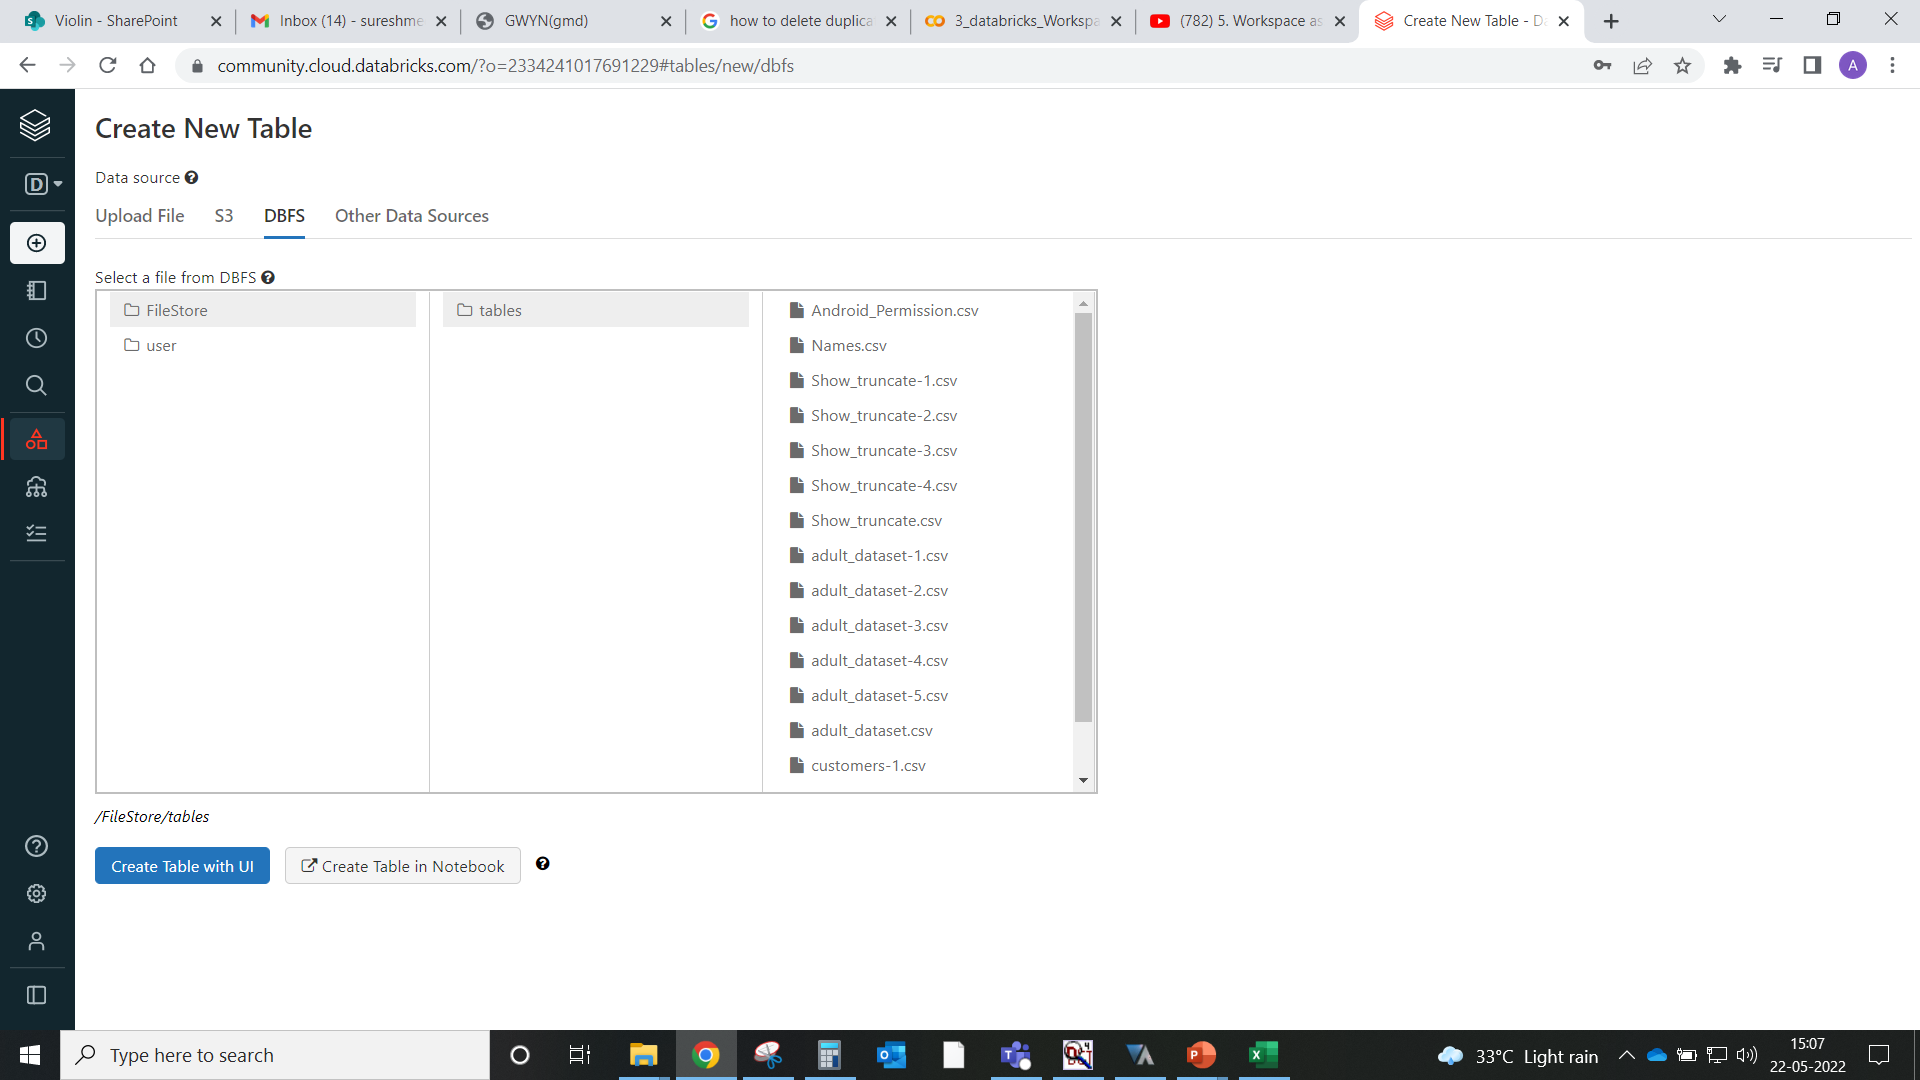 Violin - SharePoint
Inbox (14) - sureshme
GWYN(gmd)
how to delete duplica
3_databricks_Workspa
(782) 5. Workspace as
Create New Table - D
community.cloud.databricks.com/?o=2334241017691229#tables/new/dbfs
A
D
Create New Table
Data source
Upload File S3 DBFS Other Data Sources
Select a file from DBFS
FileStore
user
tables
Android_Permission.csv
Names.csv
Show_truncate-1.csv
Show_truncate-2.csv
Show_truncate-3.csv
Show_truncate-4.csv
Show_truncate.csv
adult_dataset-1.csv
adult_dataset-2.csv
adult_dataset-3.csv
adult_dataset-4.csv
adult_dataset-5.csv
adult_dataset.csv
customers-1.csv
/FileStore/tables
Create Table with UI
Create Table in Notebook
Type here to search
33°C Light rain
15:07
22-05-2022